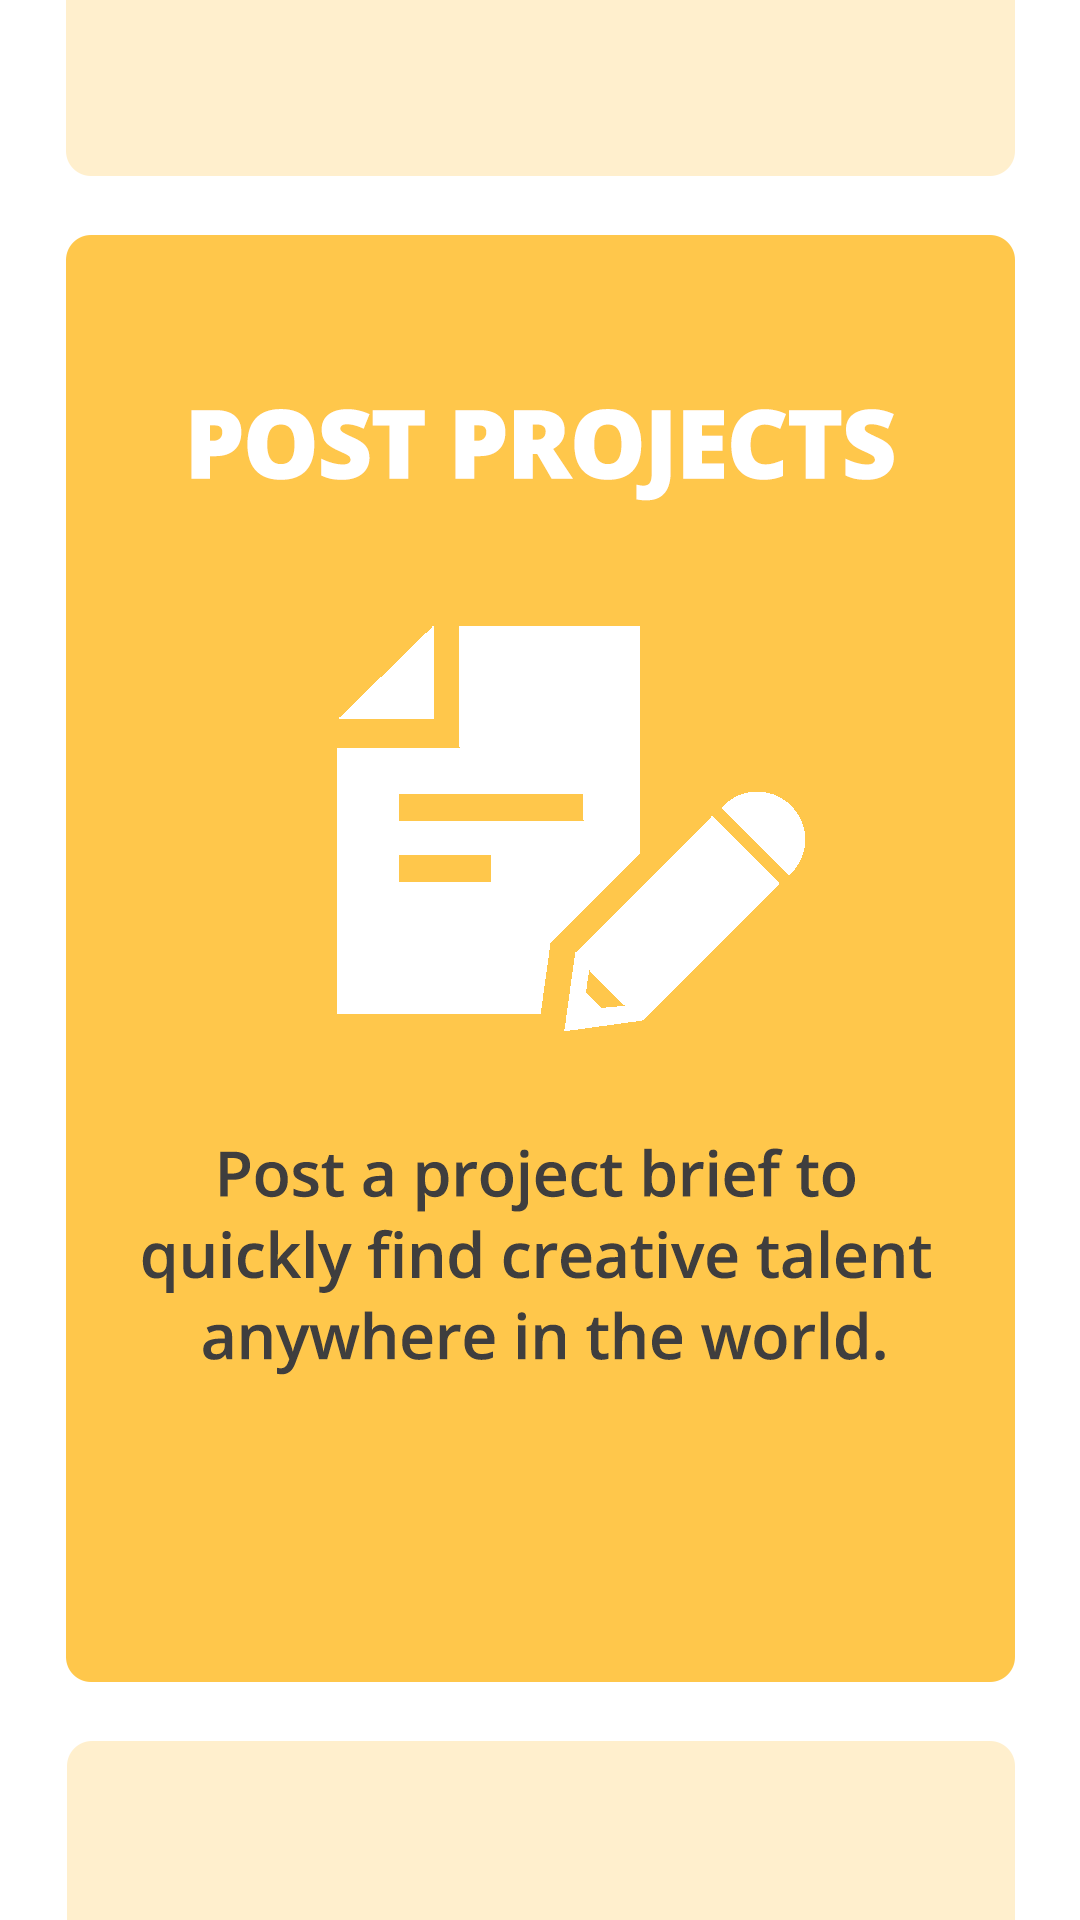 POST PROJECTS
Post a project brief to
quickly find creative talent
anywhere in the world.